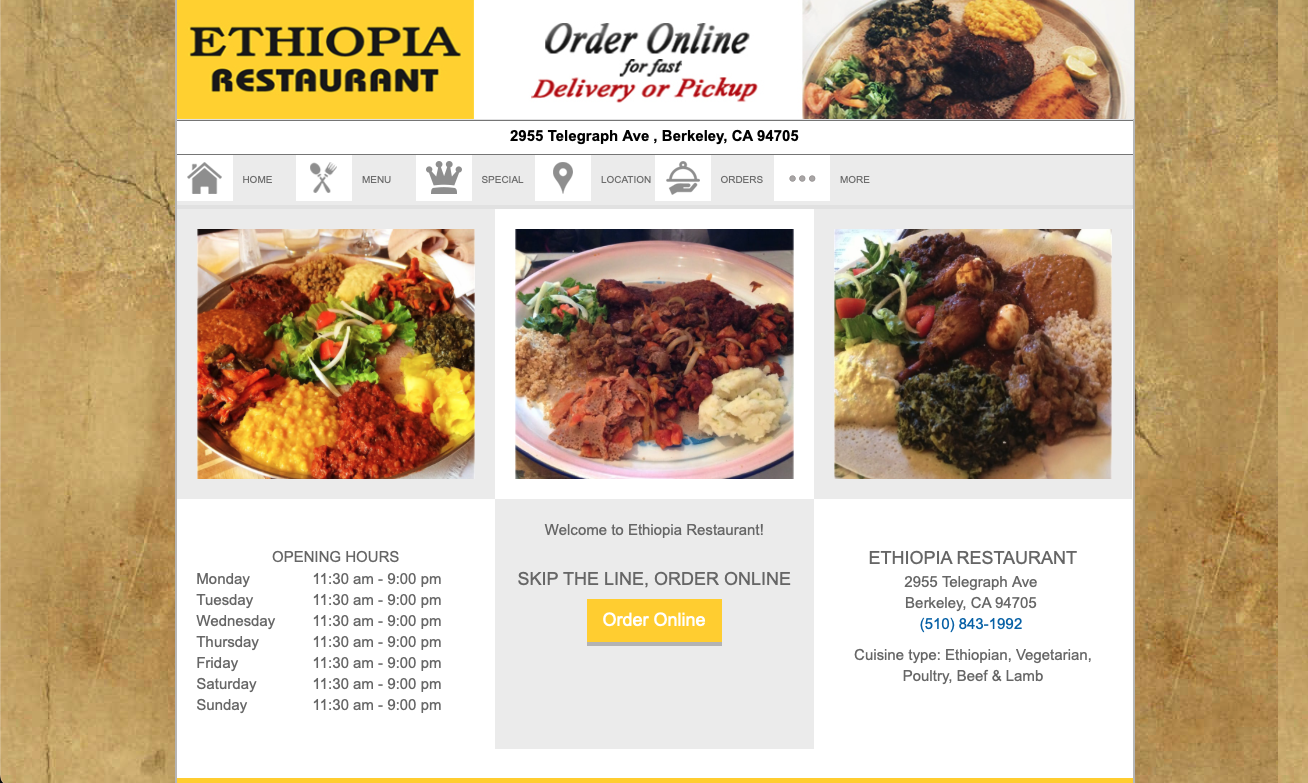 ETHIOPIA
RESTAURANT
Order Online
for fast
Delivery or Pickup
2955 Telegraph Ave , Berkeley, CA 94705
HOME
MENU
SPECIAL
LOCATION
ORDERS
MORE
OPENING HOURS
Monday 11:30 am - 9:00 pm
Tuesday 11:30 am - 9:00 pm
Wednesday 11:30 am - 9:00 pm
Thursday 11:30 am - 9:00 pm
Friday 11:30 am - 9:00 pm
Saturday 11:30 am - 9:00 pm
Sunday 11:30 am - 9:00 pm
Welcome to Ethiopia Restaurant!
SKIP THE LINE, ORDER ONLINE
Order Online
ETHIOPIA RESTAURANT
2955 Telegraph Ave
Berkeley, CA 94705
(510) 843-1992
Cuisine type: Ethiopian, Vegetarian,
Poultry, Beef & Lamb